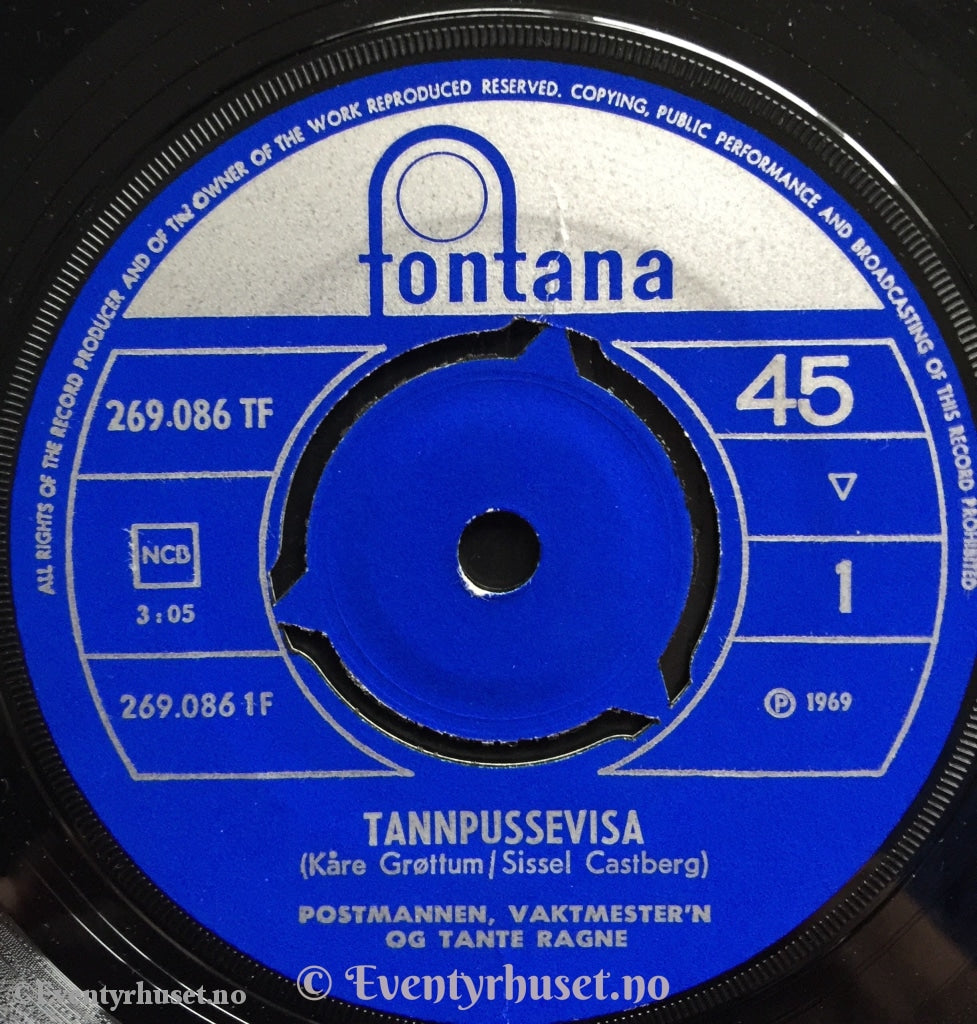 ALL RIGHTS OF THE RECORD PRODUCER AND OF THE OWNER OF THE WORK REPRODUCED RESERVED. COPYING, PUBLIC PERFORMANCE AND BROADCASTING OF THIS RECORD PROHIBITED
fontana
269.086 TF
45
▽
NCB
1
3:05
269.086 1F
Ⓟ 1969
TANNPUSSEVISA
(Kåre Grøttum/Sissel Castberg)
POSTMANNEN, VAKTMESTER'N
OG TANTE RAGNE
© Eventyrhuset.no
©Eventyrhuset.no